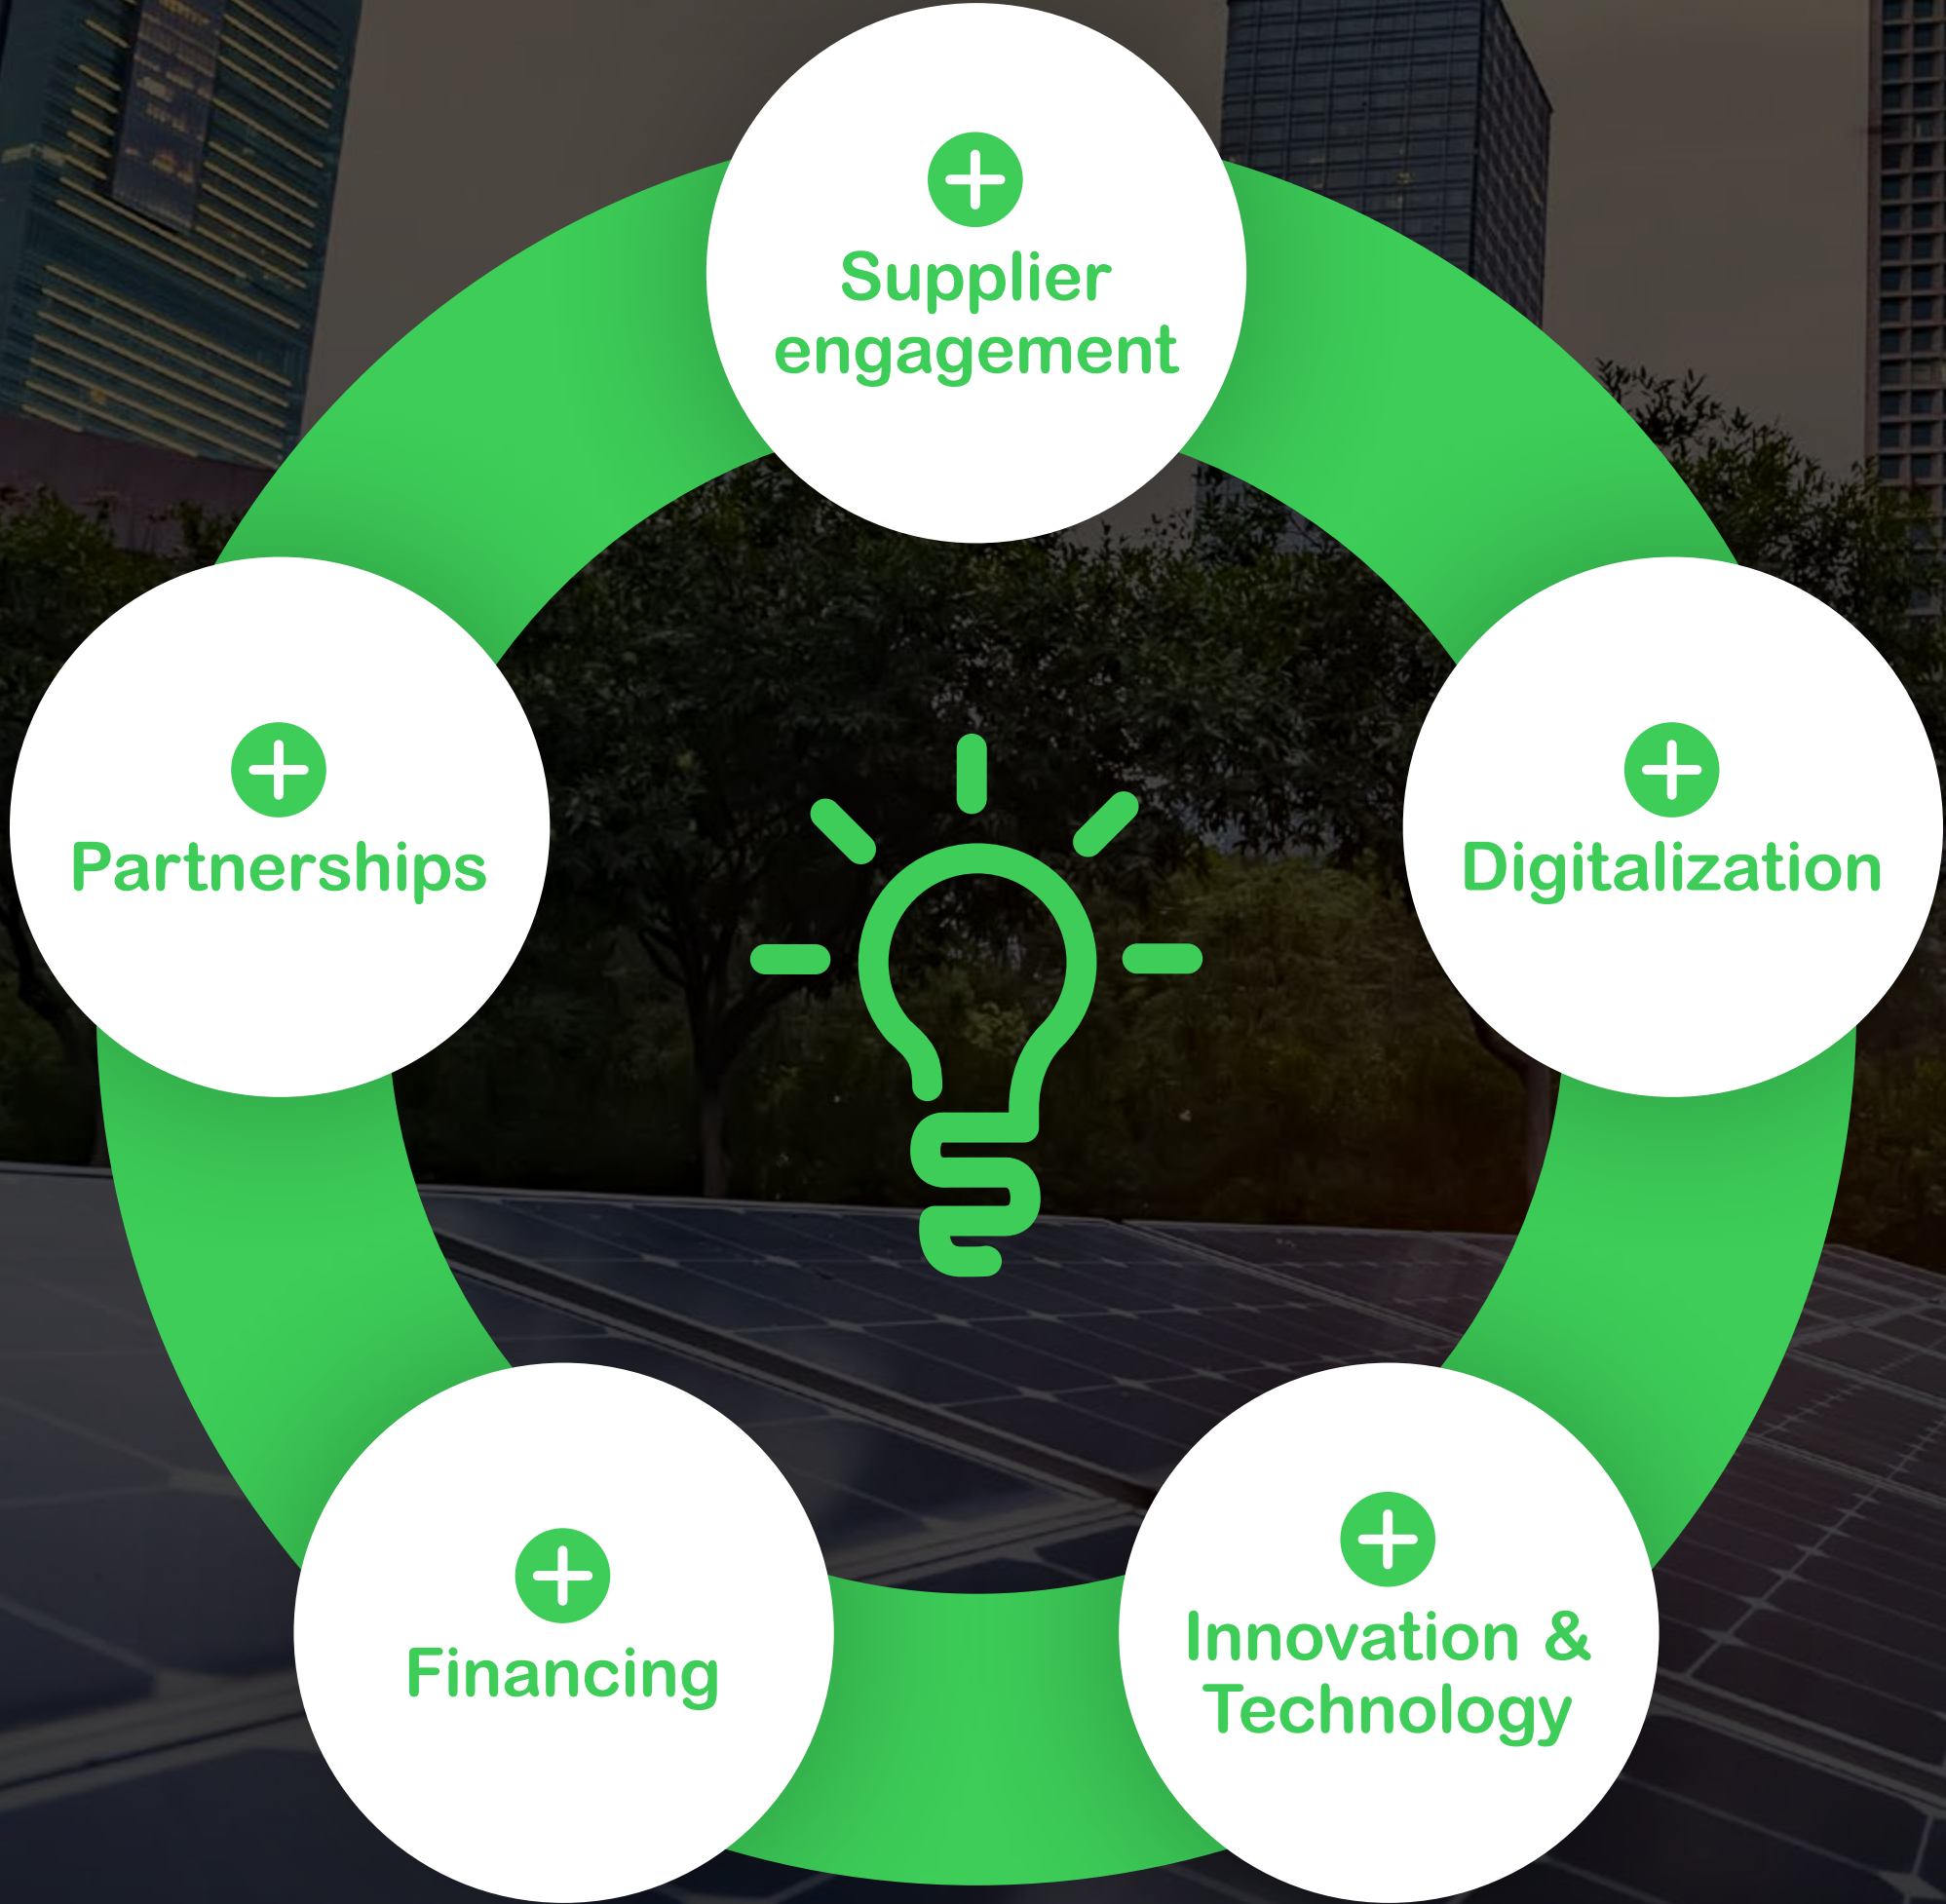 Supplier
engagement
Partnerships
Digitalization
Financing
Innovation &
Technology